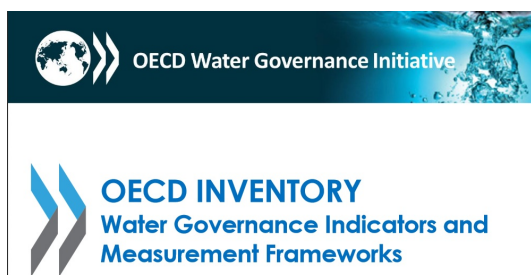 OECD Water Governance Initiative
OECD INVENTORY
Water Governance Indicators and
Measurement Frameworks